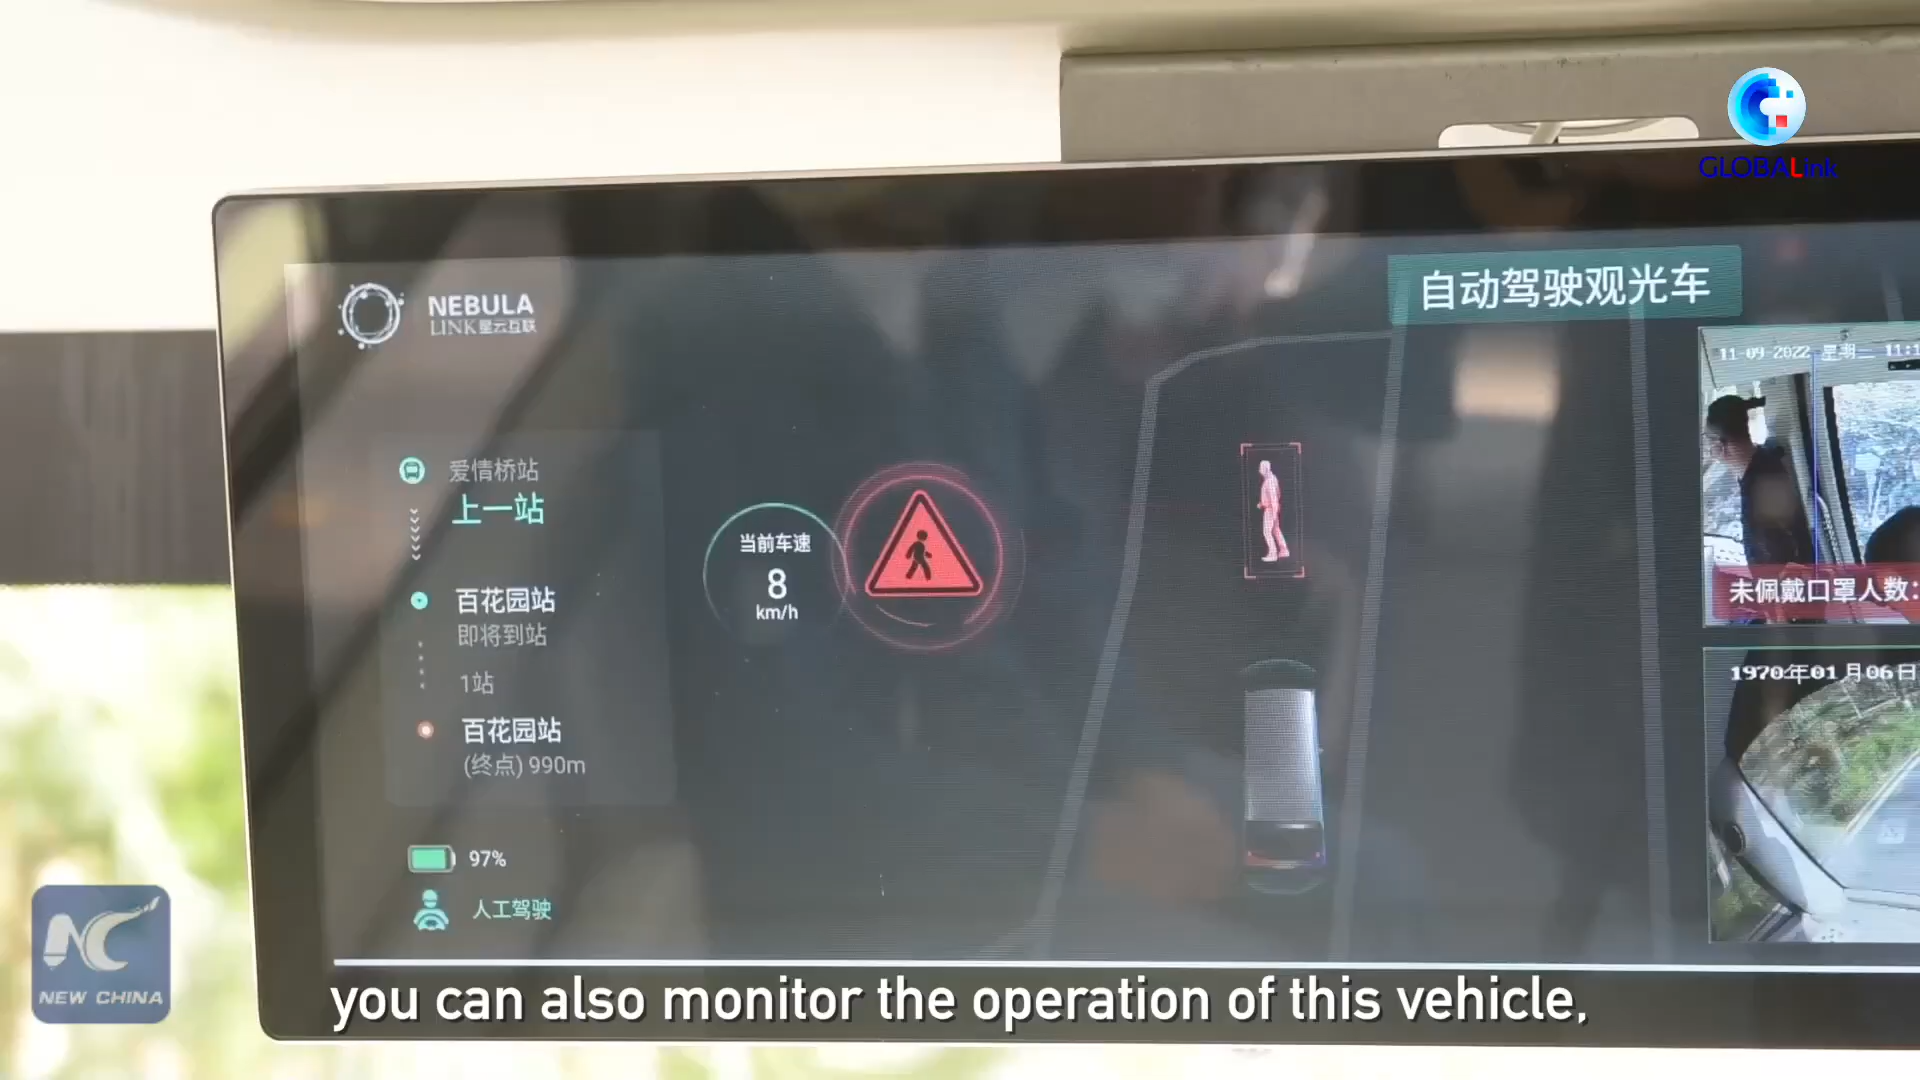 GLOBALink
自动驾驶观光车
NEBULA
LINK星云互联
爱情桥站
上一站
百花园站
即将到站
1站
百花园站
(终点) 990m
97%
人工驾驶
当前车速
8
km/h
11-09-2022 星期二 11:1
未佩戴口罩人数:
1970年01月06日
NC
NEW CHINA
you can also monitor the operation of this vehicle,